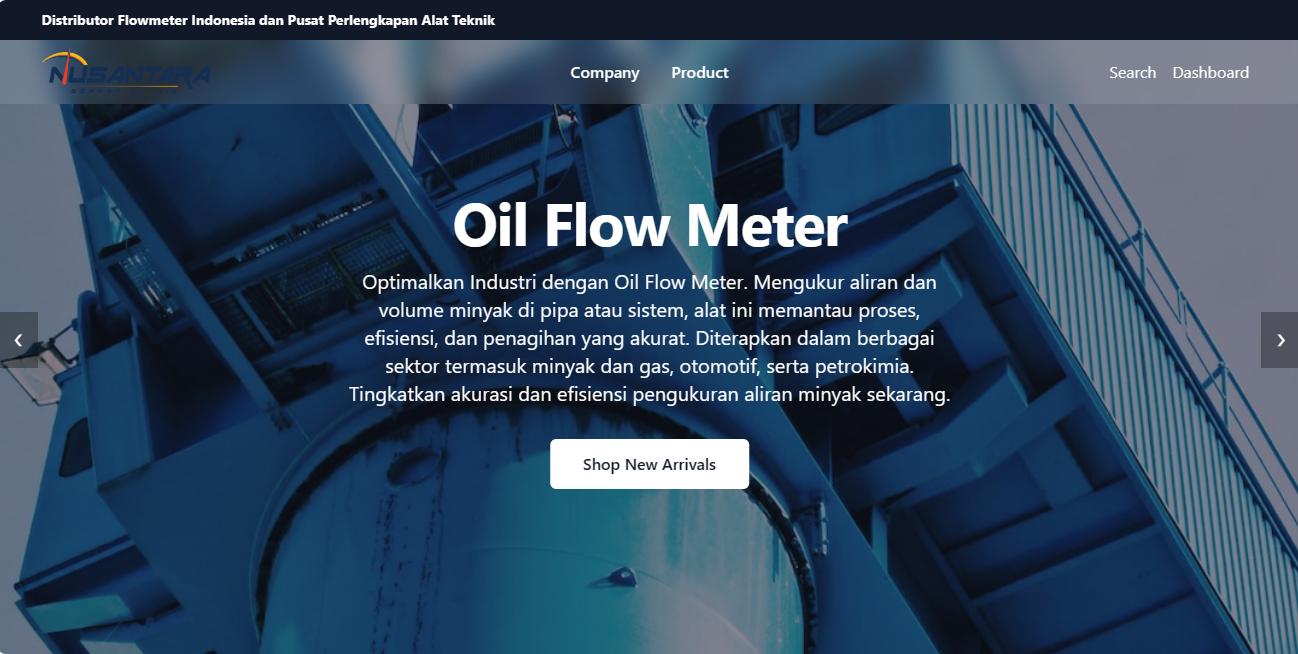 Distributor Flowmeter Indonesia dan Pusat Perlengkapan Alat Teknik
NUSANTARA
Company
Product
Search
Dashboard
Oil Flow Meter
Optimalkan Industri dengan Oil Flow Meter. Mengukur aliran dan
volume minyak di pipa atau sistem, alat ini memantau proses,
efisiensi, dan penagihan yang akurat. Diterapkan dalam berbagai
sektor termasuk minyak dan gas, otomotif, serta petrokimia.
Tingkatkan akurasi dan efisiensi pengukuran aliran minyak sekarang.
Shop New Arrivals